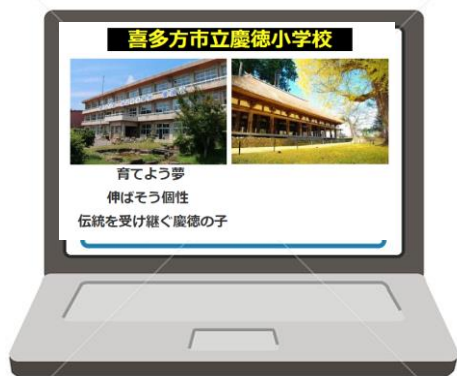 喜多方市立慶徳小学校
育てよう夢
伸ばそう個性
伝統を受け継ぐ慶徳の子